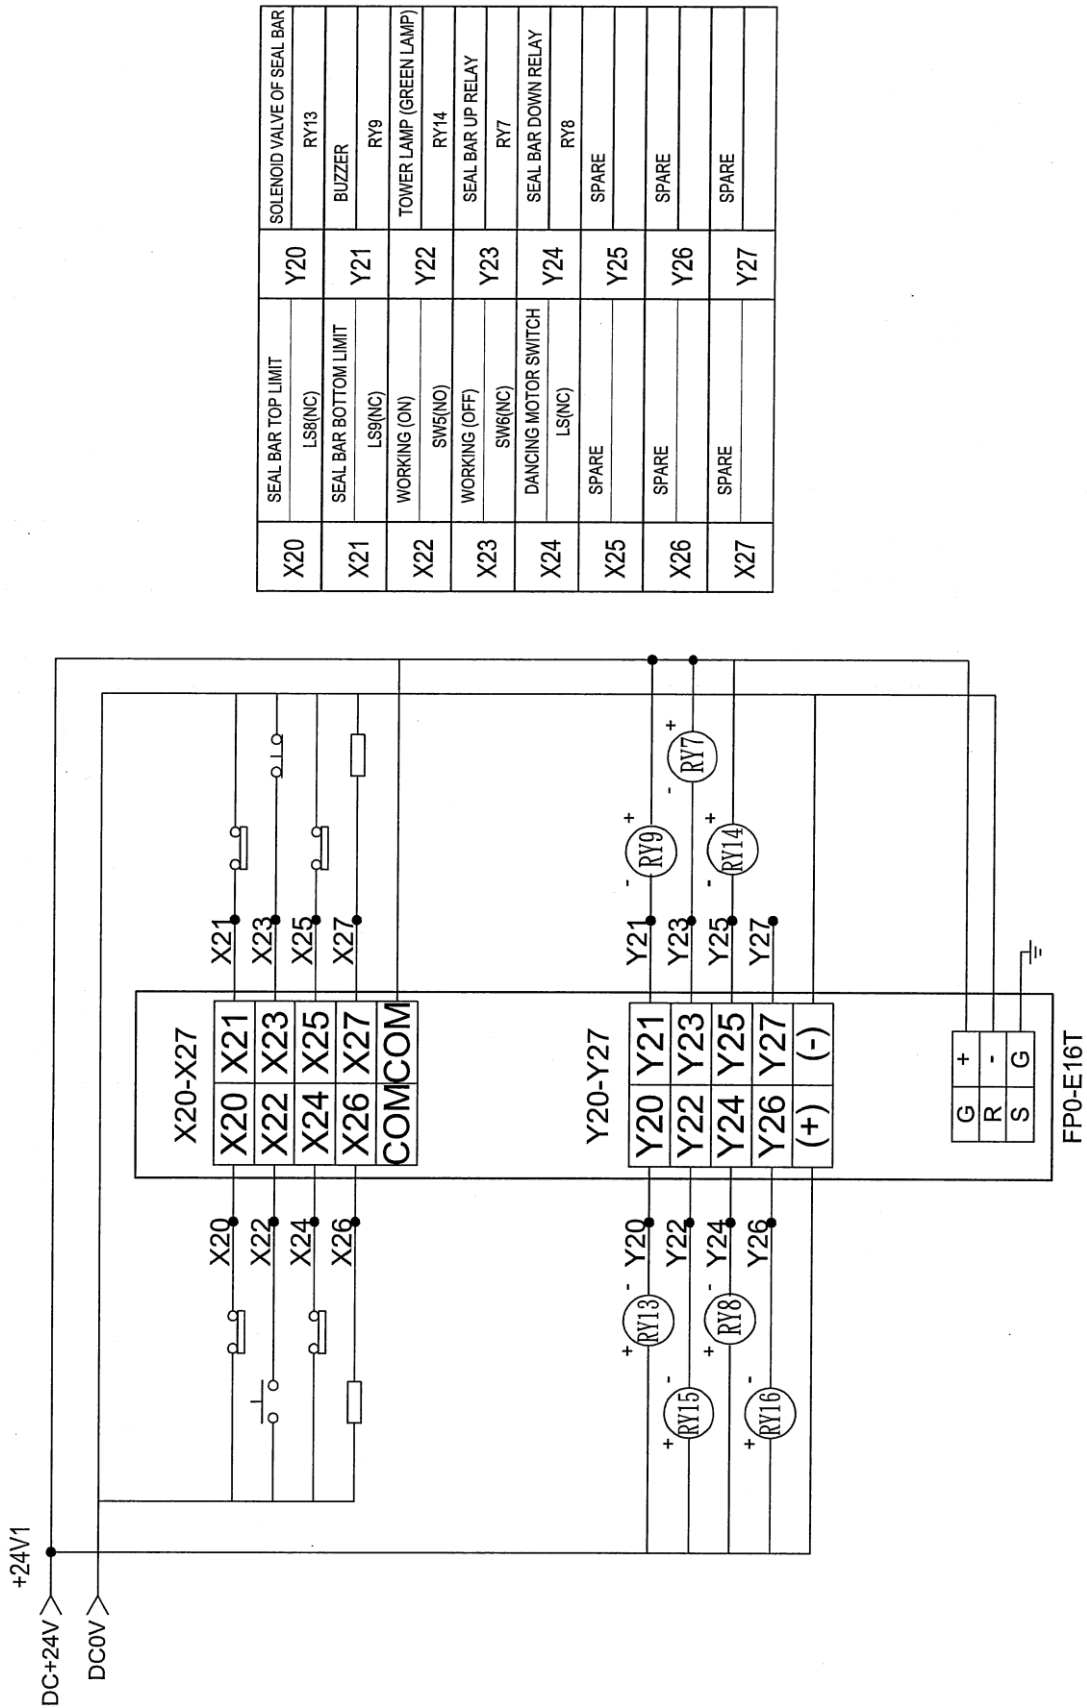 +24V1
DC+24V
DC0V
X20-X27
X20 X21
X22 X23
X24 X25
X26 X27
COM COM
X20
X22
X24
X26
X21
X23
X25
X27
Y20-Y27
Y20 Y21
Y22 Y23
Y24 Y25
Y26 Y27
(+) (-)
Y20
Y22
Y24
Y26
- RY13 +
- RY15 +
- RY8 +
- RY16 +
Y21
Y23
Y25
Y27
- RY9 +
- RY7 +
- RY14 +
G +
R -
S G
FP0-E16T
X20 SEAL BAR TOP LIMIT Y20 SOLENOID VALVE OF SEAL BAR
LS8(NC) RY13
X21 SEAL BAR BOTTOM LIMIT Y21 BUZZER
LS9(NC) RY9
X22 WORKING (ON) Y22 TOWER LAMP (GREEN LAMP)
SW5(NO) RY14
X23 WORKING (OFF) Y23 SEAL BAR UP RELAY
SW6(NC) RY7
X24 DANCING MOTOR SWITCH Y24 SEAL BAR DOWN RELAY
LS(NC) RY8
X25 SPARE Y25 SPARE
X26 SPARE Y26 SPARE
X27 SPARE Y27 SPARE